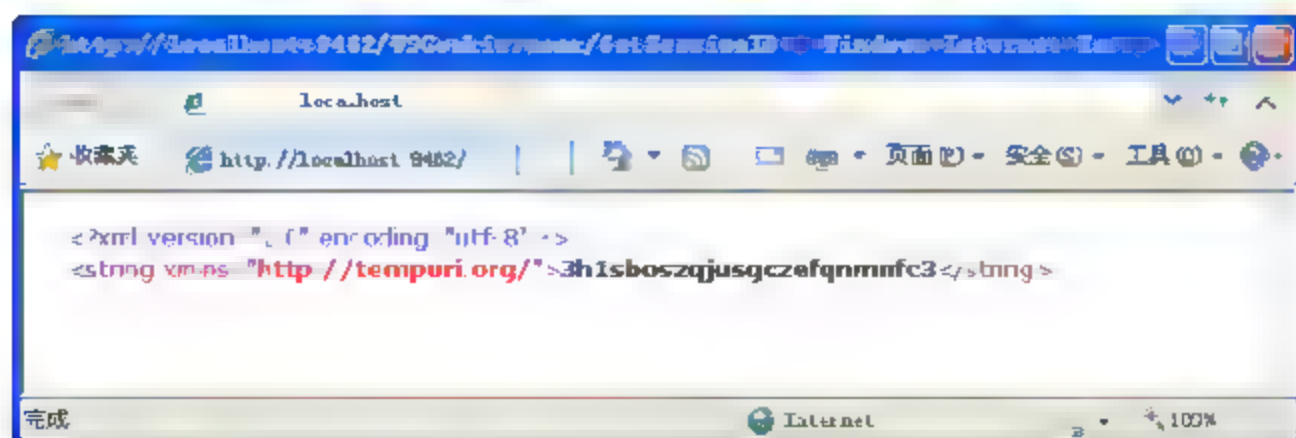 localhost
收藏夹 http://localhost:9482/ 页面(P) 安全(S) 工具(O)
<?xml version="1.0" encoding="utf-8" ?>
<string xmlns="http://tempuri.org/">3h1sboszqjusgczefqnmnfc3</string>
完成 Internet 100%